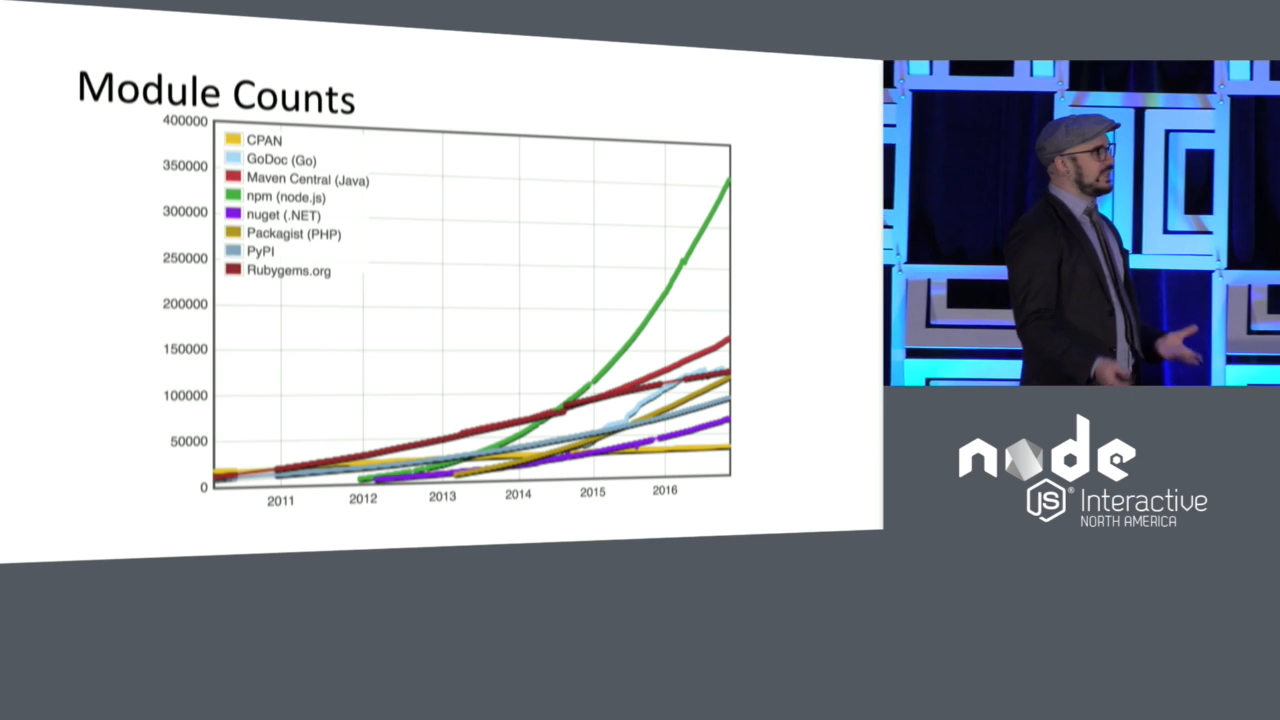 Module Counts
400000
350000
300000
250000
200000
150000
100000
50000
0
CPAN
GoDoc (Go)
Maven Central (Java)
npm (node.js)
nuget (.NET)
Packagist (PHP)
PyPI
Rubygems.org
2011 2012 2013 2014 2015 2016
node
JS® Interactive
NORTH AMERICA